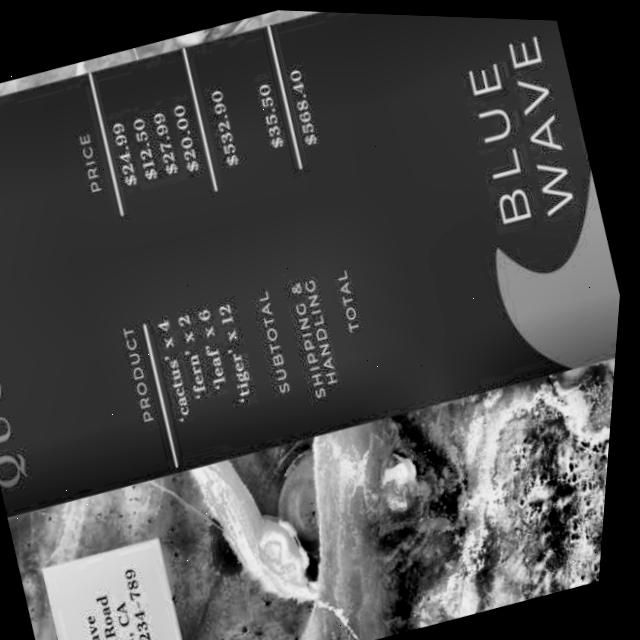 PRODUCT PRICE
'cactus' x 4 $24.99
'fern' x 2 $12.50
'leaf' x 6 $27.99
'tiger' x 12 $20.00
SUBTOTAL $532.90
SHIPPING & HANDLING $35.50
TOTAL $568.40
BLUE
WAVE
Road
, CA
234-789